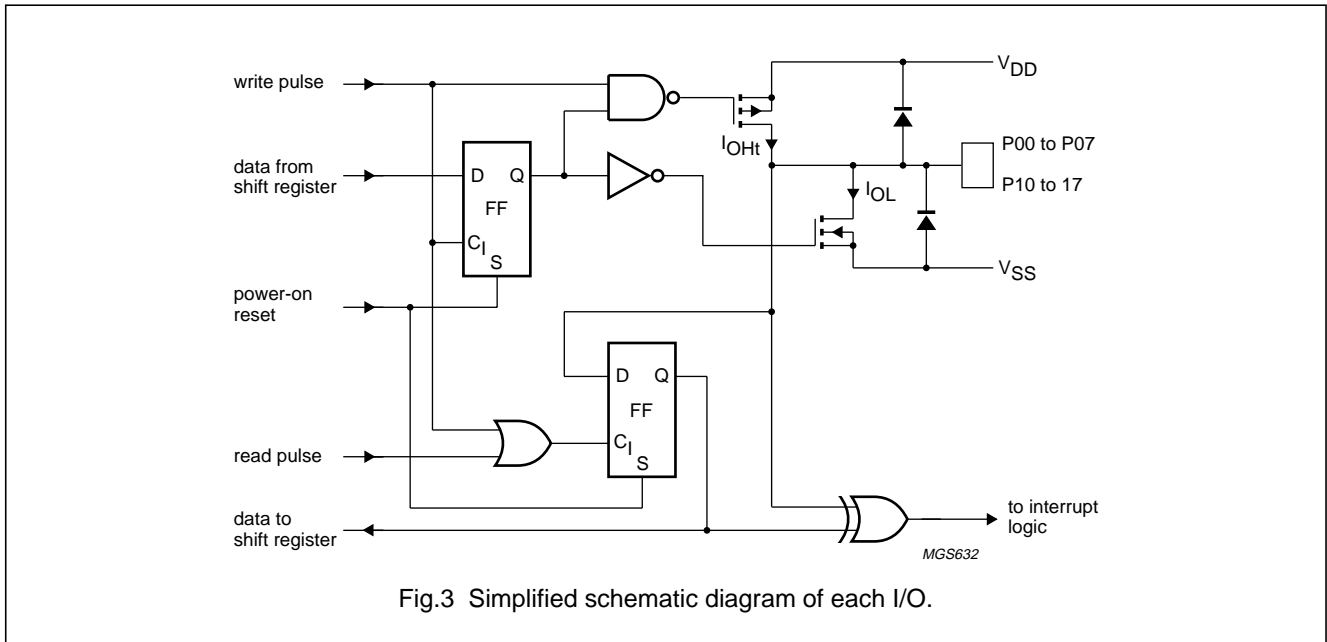 write pulse
data from
shift register
power-on
reset
read pulse
data to
shift register
D Q
FF
CI
S
D Q
FF
CI
S
IOHt
IOL
VDD
P00 to P07
P10 to 17
VSS
to interrupt
logic
MGS632
Fig.3 Simplified schematic diagram of each I/O.